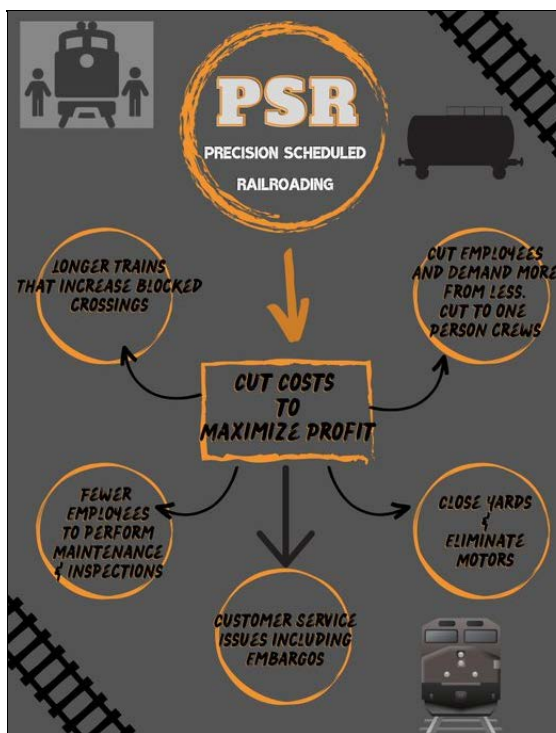 PSR
PRECISION SCHEDULED
RAILROADING
LONGER TRAINS
THAT INCREASE BLOCKED
CROSSINGS
CUT EMPLOYEES
AND DEMAND MORE
FROM LESS.
CUT TO ONE
PERSON CREWS
CUT COSTS
TO
MAXIMIZE PROFIT
FEWER
EMPLOYEES
TO PERFORM
MAINTENANCE
& INSPECTIONS
CLOSE YARDS
&
ELIMINATE
MOTORS
CUSTOMER SERVICE
ISSUES INCLUDING
EMBARGOS